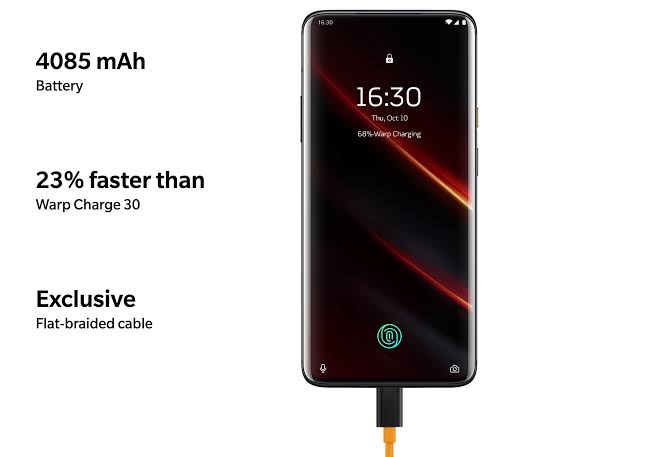 4085 mAh
Battery
23% faster than
Warp Charge 30
Exclusive
Flat-braided cable
16:30
16:30
Thu, Oct 10
68%·Warp Charging